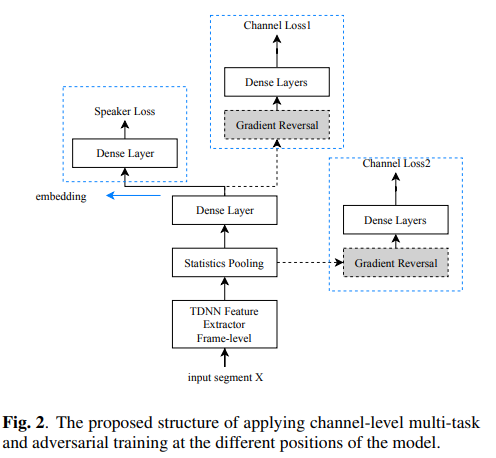 Channel Loss1
Dense Layers
Gradient Reversal
Speaker Loss
Dense Layer
Channel Loss2
embedding
Dense Layer
Dense Layers
Statistics Pooling
Gradient Reversal
TDNN Feature
Extractor
Frame-level
input segment X
Fig. 2. The proposed structure of applying channel-level multi-task
and adversarial training at the different positions of the model.